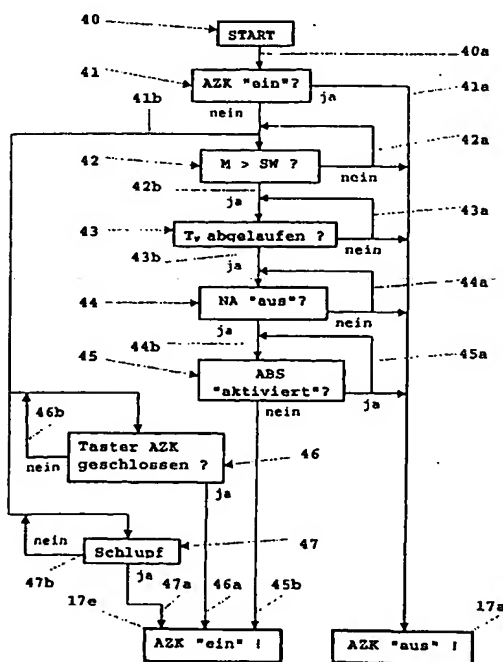 40
START
40a
41
AZK "ein"?
ja
41b
nein
41a
42
M > SW ?
42a
42b
nein
ja
43a
43
Tv abgelaufen ?
nein
43b
ja
44a
44
NA "aus"?
nein
44b
ja
45
ABS
"aktiviert"?
45a
ja
nein
46b
Taster AZK
geschlossen ?
nein
46
ja
nein
Schlupf
47
47b
ja
47a
46a
45b
17e
17a
AZK "ein" !
AZK "aus" !